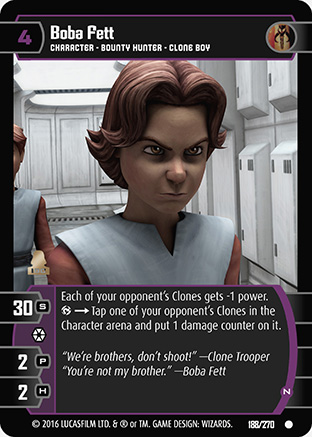 4
Boba Fett
CHARACTER - BOUNTY HUNTER - CLONE BOY
30 S
2 P
2 H
Each of your opponent's Clones gets -1 power.
→ Tap one of your opponent's Clones in the
Character arena and put 1 damage counter on it.
"We're brothers, don't shoot!" —Clone Trooper
"You're not my brother." —Boba Fett
N
© 2016 LUCASFILM LTD. & ® or TM. GAME DESIGN: WIZARDS.
188/270